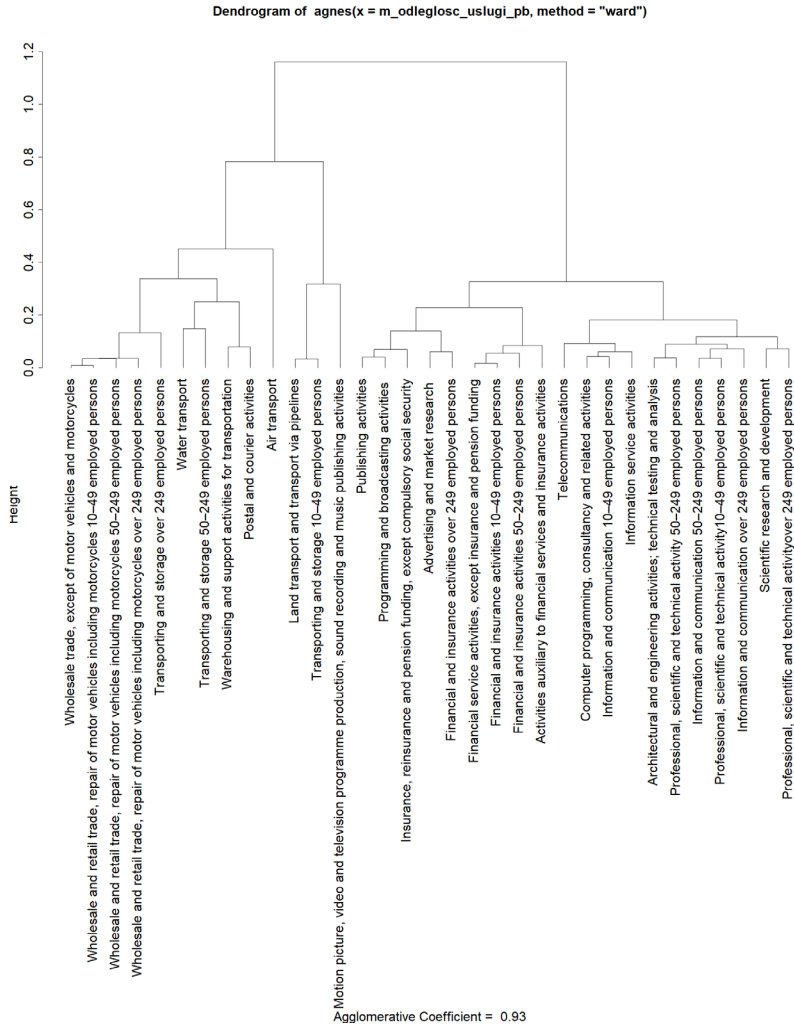 Dendrogram of agnes(x = m_odleglosc_uslugi_pb, method = "ward")
1.2
1.0
0.8
0.6
0.4
0.2
0.0
Height
Wholesale trade, except of motor vehicles and motorcycles
Wholesale and retail trade, repair of motor vehicles including motorcycles 10–49 employed persons
Wholesale and retail trade, repair of motor vehicles including motorcycles 50–249 employed persons
Wholesale and retail trade, repair of motor vehicles including motorcycles over 249 employed persons
Transporting and storage over 249 employed persons
Water transport
Transporting and storage 50–249 employed persons
Warehousing and support activities for transportation
Postal and courier activities
Air transport
Land transport and transport via pipelines
Transporting and storage 10–49 employed persons
Motion picture, video and television programme production, sound recording and music publishing activities
Publishing activities
Programming and broadcasting activities
Insurance, reinsurance and pension funding, except compulsory social security
Advertising and market research
Financial and insurance activities over 249 employed persons
Financial service activities, except insurance and pension funding
Financial and insurance activities 10–49 employed persons
Financial and insurance activities 50–249 employed persons
Activities auxiliary to financial services and insurance activities
Telecommunications
Computer programming, consultancy and related activities
Information and communication 10–49 employed persons
Information service activities
Architectural and engineering activities; technical testing and analysis
Professional, scientific and technical activity 50–249 employed persons
Information and communication 50–249 employed persons
Professional, scientific and technical activity10–49 employed persons
Information and communication over 249 employed persons
Scientific research and development
Professional, scientific and technical activityover 249 employed persons
Agglomerative Coefficient = 0.93